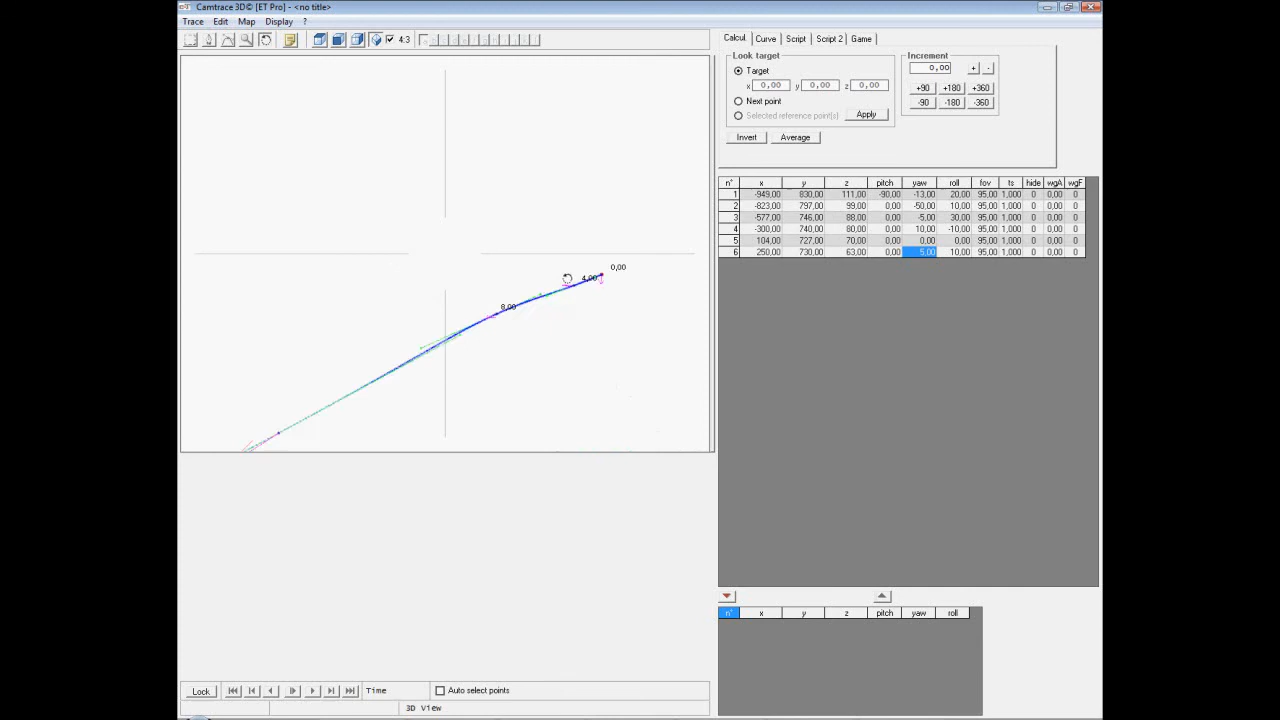 Camtrace 3D© [ET Pro] - <no title>
Trace Edit Map Display ?
4:3
Calcul Curve Script Script 2 Game
Look target
Target
x 0,00 y 0,00 z 0,00
Next point
Selected reference point(s) Apply
Invert Average
Increment
0,00 + -
+90 +180 +360
-90 -180 -360
n° x y z pitch yaw roll fov ts hide wgA wgF
1 -949,00 830,00 111,00 -90,00 -13,00 20,00 95,00 1,000 0 0,00 0
2 -823,00 797,00 99,00 0,00 -50,00 10,00 95,00 1,000 0 0,00 0
3 -577,00 746,00 88,00 0,00 -5,00 30,00 95,00 1,000 0 0,00 0
4 -300,00 740,00 80,00 0,00 10,00 -10,00 95,00 1,000 0 0,00 0
5 104,00 727,00 70,00 0,00 0,00 0,00 95,00 1,000 0 0,00 0
6 250,00 730,00 63,00 0,00 5,00 10,00 95,00 1,000 0 0,00 0
0,00
4,00
8,00
n° x y z pitch yaw roll
Lock Time Auto select points
3D View